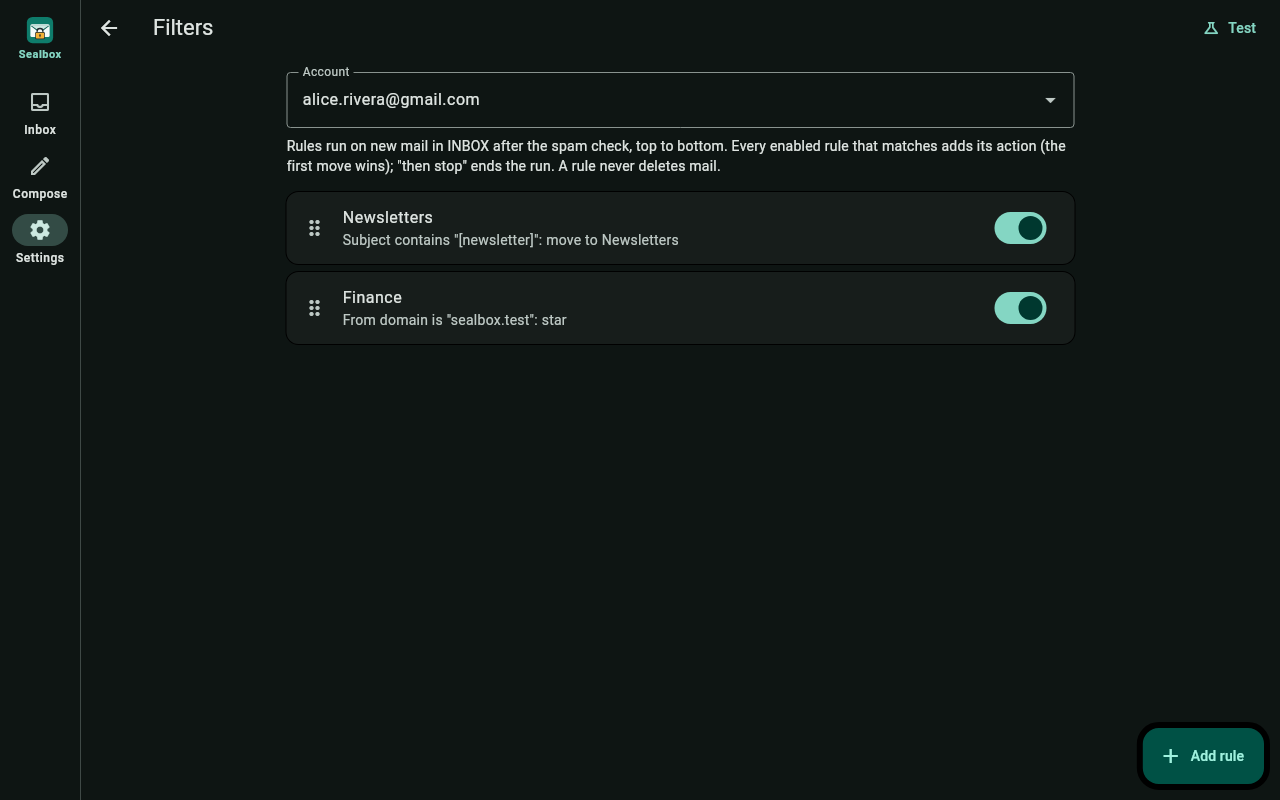 Sealbox
Inbox
Compose
Settings
Filters
Test
Account
alice.rivera@gmail.com
Rules run on new mail in INBOX after the spam check, top to bottom. Every enabled rule that matches adds its action (the
first move wins); "then stop" ends the run. A rule never deletes mail.
Newsletters
Subject contains "[newsletter]": move to Newsletters
Finance
From domain is "sealbox.test": star
Add rule